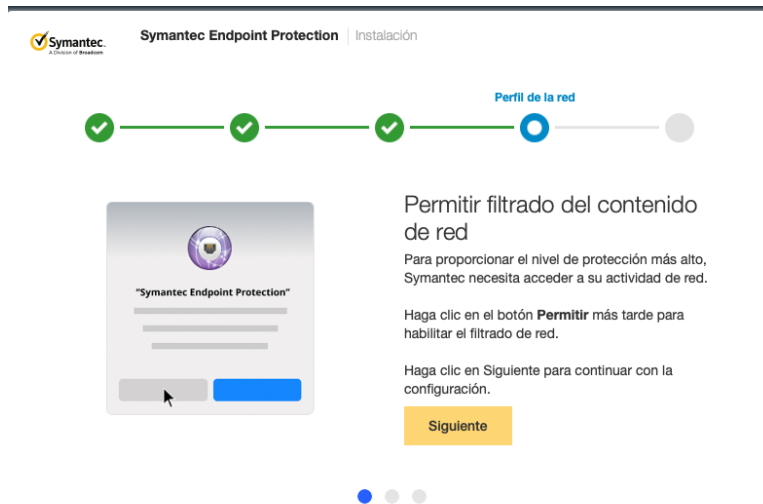 Symantec.
A Division of Broadcom
Symantec Endpoint Protection | Instalación
Perfil de la red
"Symantec Endpoint Protection"
Permitir filtrado del contenido
de red
Para proporcionar el nivel de protección más alto,
Symantec necesita acceder a su actividad de red.
Haga clic en el botón Permitir más tarde para
habilitar el filtrado de red.
Haga clic en Siguiente para continuar con la
configuración.
Siguiente